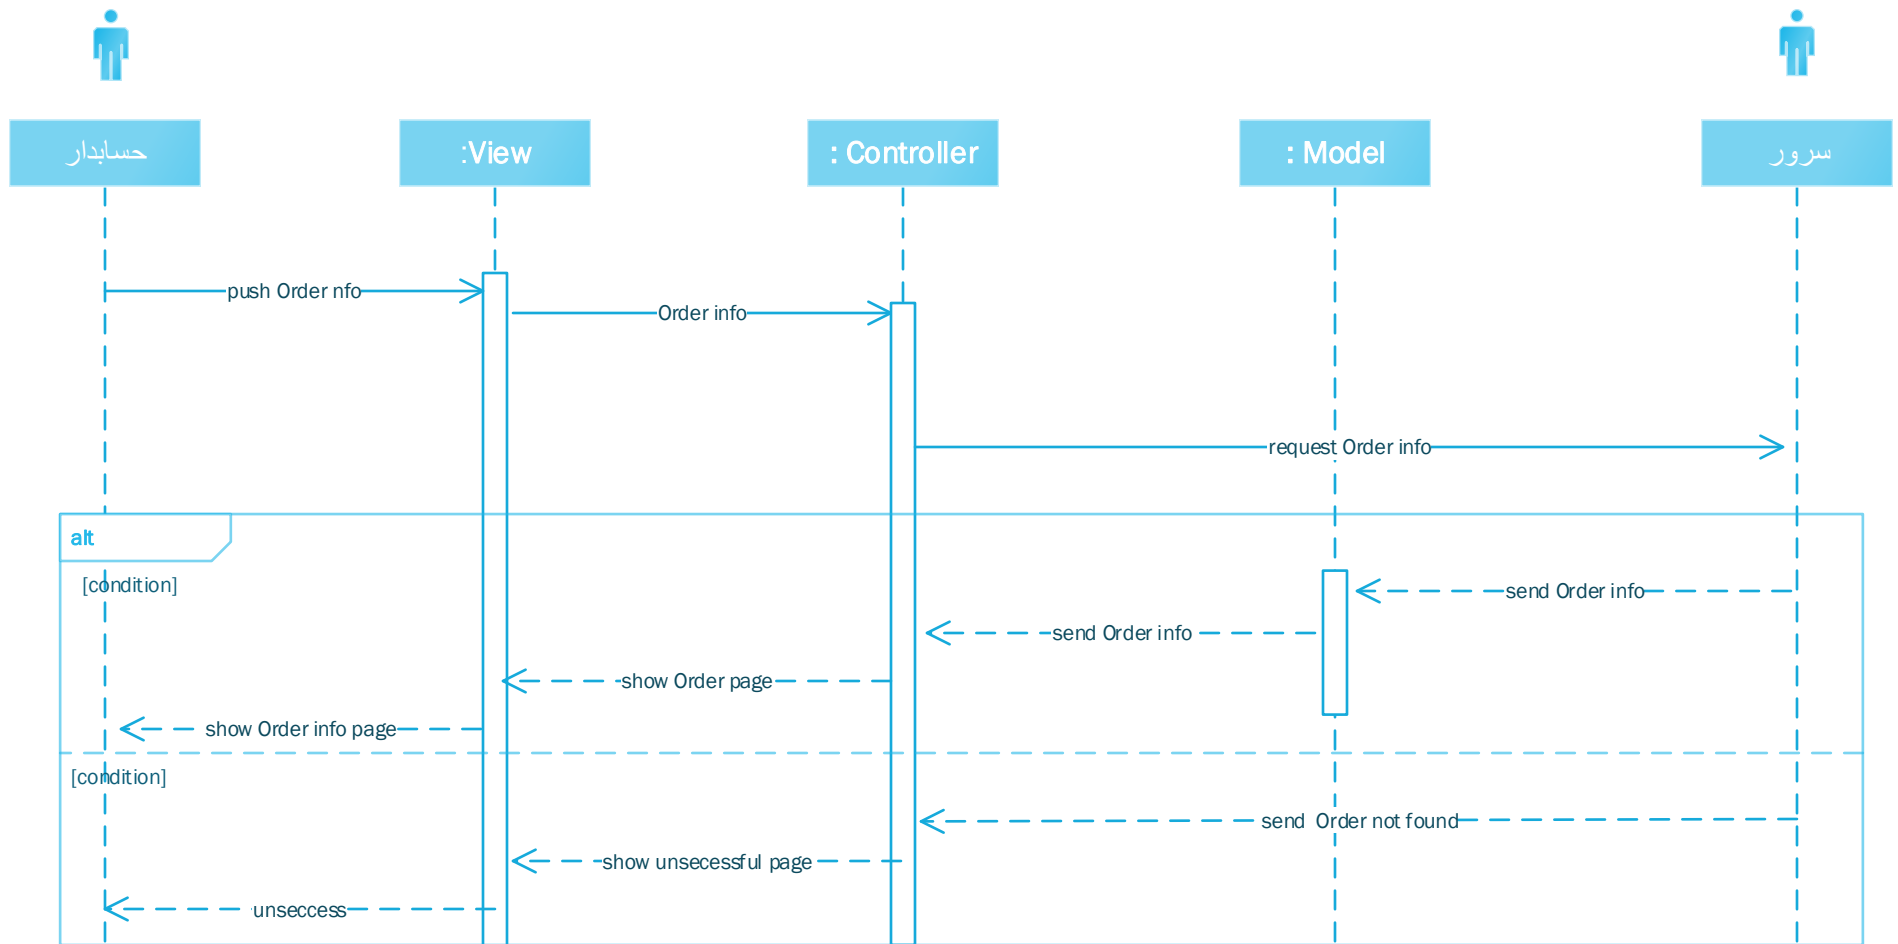 حسابدار
:View
: Controller
: Model
سرور
push Order nfo
Order info
request Order info
alt
[condition]
send Order info
send Order info
show Order page
show Order info page
[condition]
send Order not found
show unsecessful page
unseccess